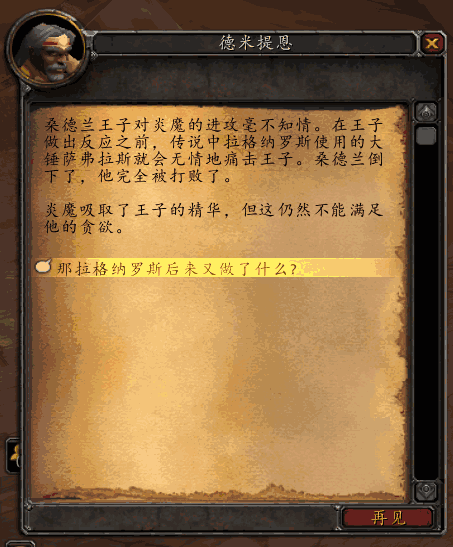 德米提恩
桑德兰王子对炎魔的进攻毫不知情。在王子
做出反应之前，传说中拉格纳罗斯使用的大
锤萨弗拉斯就会无情地痛击王子。桑德兰倒
下了，他完全被打败了。
炎魔吸取了王子的精华，但这仍然不能满足
他的贪欲。
那拉格纳罗斯后来又做了什么？
再见